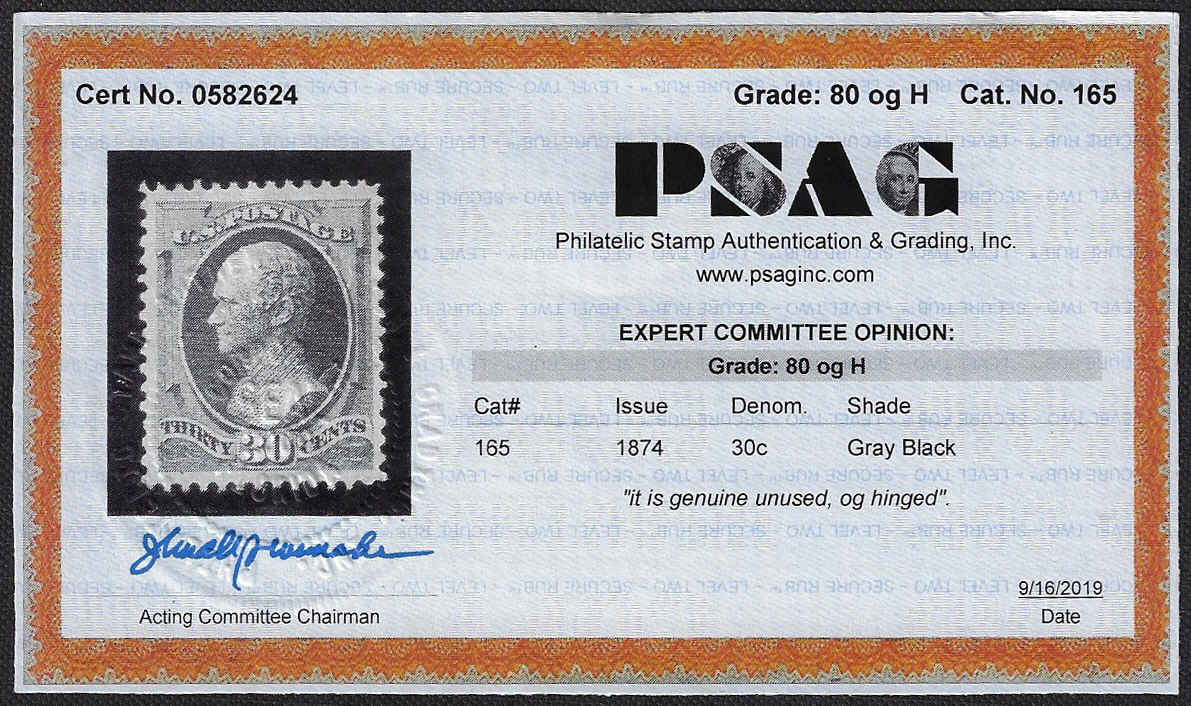 Cert No. 0582624
Grade: 80 og H Cat. No. 165
U.S. POSTAGE
THIRTY 30 CENTS
PSAG
Philatelic Stamp Authentication & Grading, Inc.
www.psaginc.com
EXPERT COMMITTEE OPINION:
Grade: 80 og H
Cat# Issue Denom. Shade
165 1874 30c Gray Black
"it is genuine unused, og hinged".
9/16/2019
Acting Committee Chairman
Date